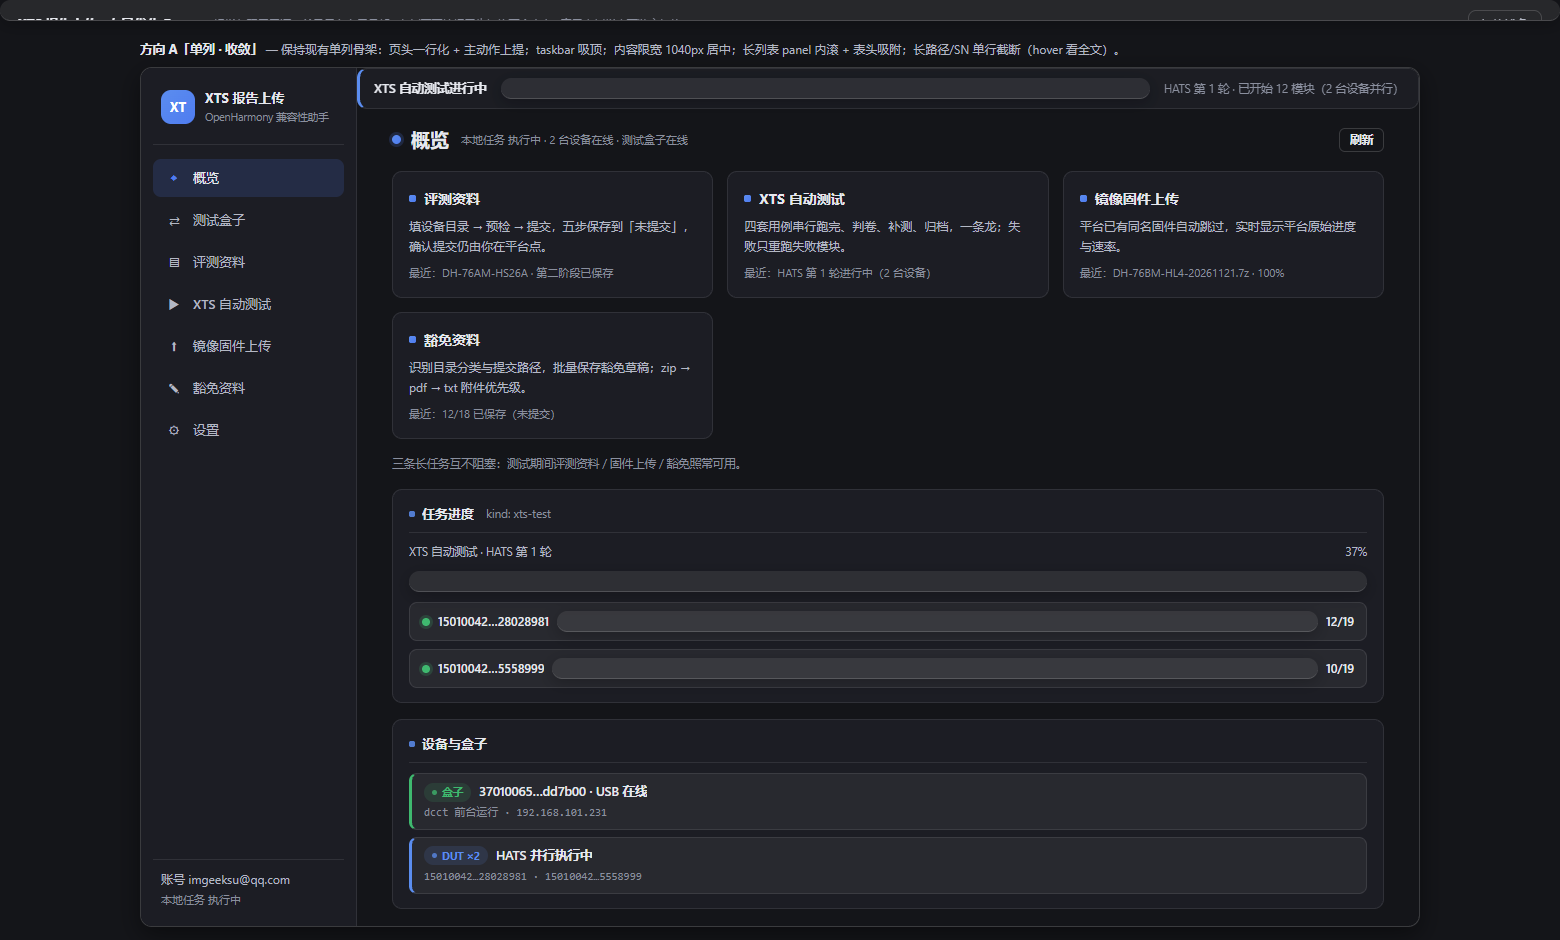 方向 A「单列 · 收敛」 — 保持现有单列骨架：页头一行化 + 主动作上提；taskbar 吸顶；内容限宽 1040px 居中；长列表 panel 内滚 + 表头吸附；长路径/SN 单行截断（hover 看全文）。
XT
XTS 报告上传
OpenHarmony 兼容性助手
概览
测试盒子
评测资料
XTS 自动测试
镜像固件上传
豁免资料
设置
账号 imgeeksu@qq.com
本地任务 执行中
XTS 自动测试进行中
HATS 第 1 轮 · 已开始 12 模块（2 台设备并行）
概览
本地任务 执行中 · 2 台设备在线 · 测试盒子在线
刷新
评测资料
填设备目录 → 预检 → 提交，五步保存到「未提交」，
确认提交仍由你在平台点。
最近：DH-76AM-HS26A · 第二阶段已保存
XTS 自动测试
四套用例串行跑完、判卷、补测、归档，一条龙；失
败只重跑失败模块。
最近：HATS 第 1 轮进行中（2 台设备）
镜像固件上传
平台已有同名固件自动跳过，实时显示平台原始进度
与速率。
最近：DH-76BM-HL4-20261121.7z · 100%
豁免资料
识别目录分类与提交路径，批量保存豁免草稿；zip →
pdf → txt 附件优先级。
最近：12/18 已保存（未提交）
三条长任务互不阻塞：测试期间评测资料 / 固件上传 / 豁免照常可用。
任务进度 kind: xts-test
XTS 自动测试 · HATS 第 1 轮 37%
15010042…28028981 12/19
15010042…5558999 10/19
设备与盒子
盒子 37010065…dd7b00 · USB 在线
dcct 前台运行 · 192.168.101.231
DUT ×2 HATS 并行执行中
15010042…28028981 · 15010042…5558999